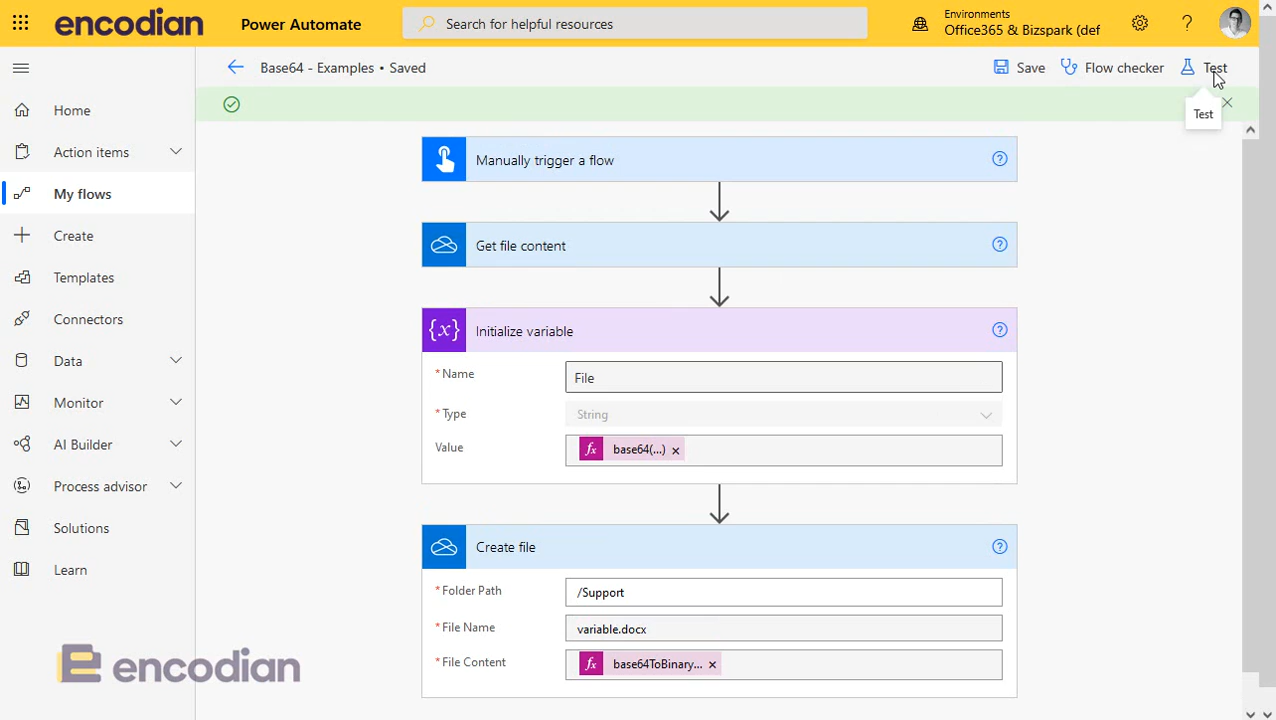 encodian
Power Automate
Search for helpful resources
Environments
Office365 & Bizspark (def
?
Base64 - Examples • Saved
Save
Flow checker
Test
Test
Home
Action items
My flows
Create
Templates
Connectors
Data
Monitor
AI Builder
Process advisor
Solutions
Learn
Manually trigger a flow
?
Get file content
?
{x}
Initialize variable
?
* Name
File
* Type
String
Value
fx
base64(...) ×
Create file
?
* Folder Path
/Support
* File Name
variable.docx
* File Content
fx
base64ToBinary... ×
encodian